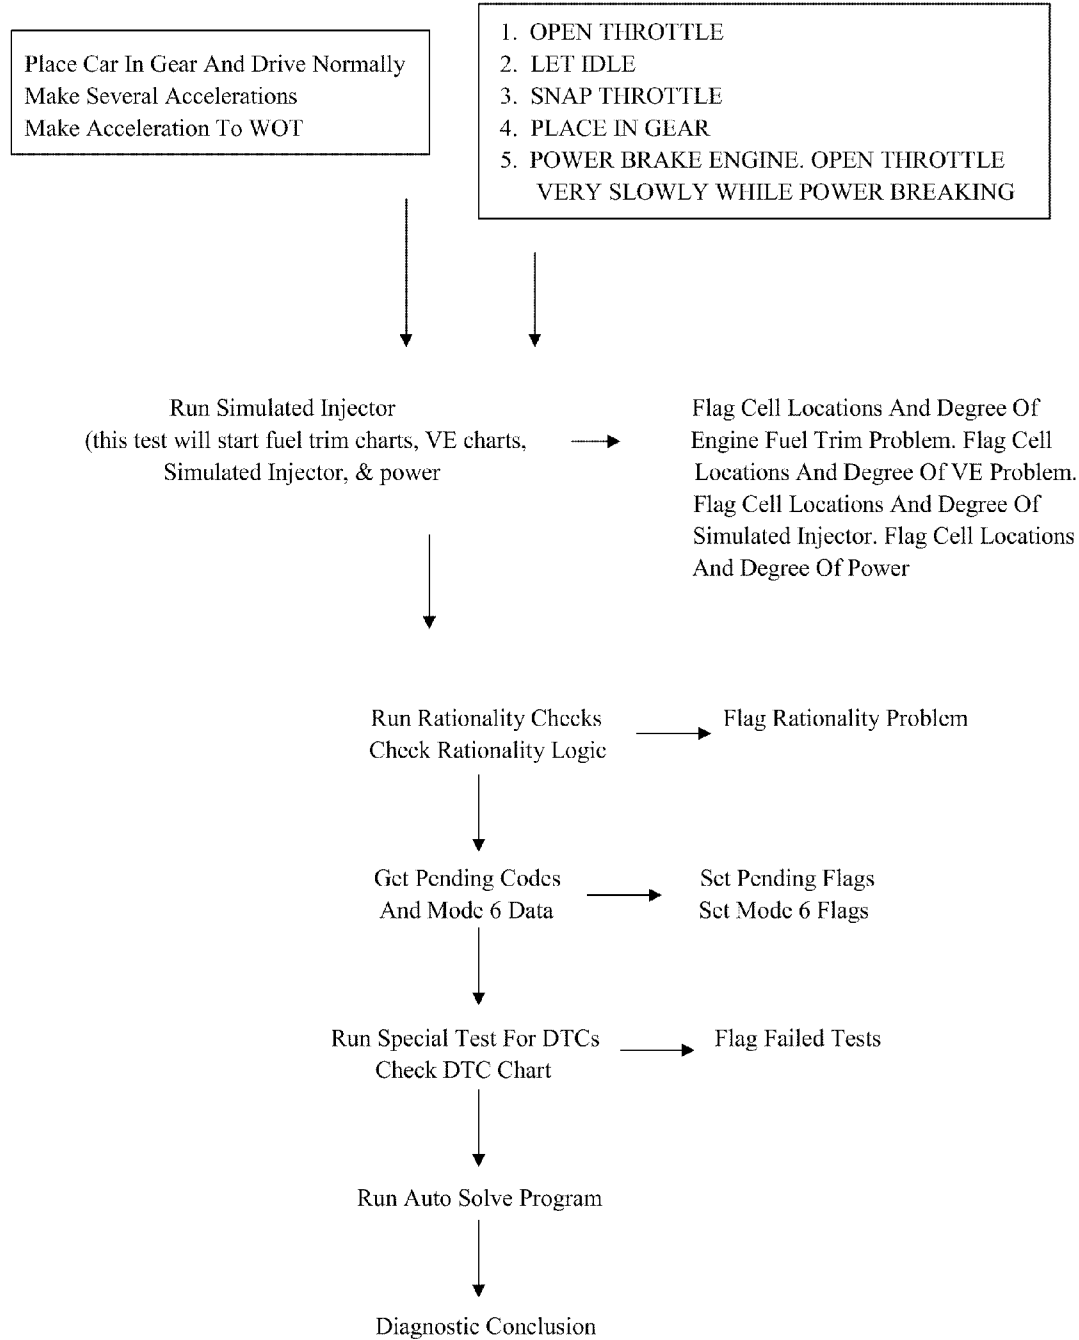 Place Car In Gear And Drive Normally
Make Several Accelerations
Make Acceleration To WOT
1. OPEN THROTTLE
2. LET IDLE
3. SNAP THROTTLE
4. PLACE IN GEAR
5. POWER BRAKE ENGINE. OPEN THROTTLE
VERY SLOWLY WHILE POWER BREAKING
Run Simulated Injector
(this test will start fuel trim charts, VE charts,
Simulated Injector, & power
Flag Cell Locations And Degree Of
Engine Fuel Trim Problem. Flag Cell
Locations And Degree Of VE Problem.
Flag Cell Locations And Degree Of
Simulated Injector. Flag Cell Locations
And Degree Of Power
Run Rationality Checks
Check Rationality Logic
Flag Rationality Problem
Get Pending Codes
And Mode 6 Data
Set Pending Flags
Set Mode 6 Flags
Run Special Test For DTCs
Check DTC Chart
Flag Failed Tests
Run Auto Solve Program
Diagnostic Conclusion